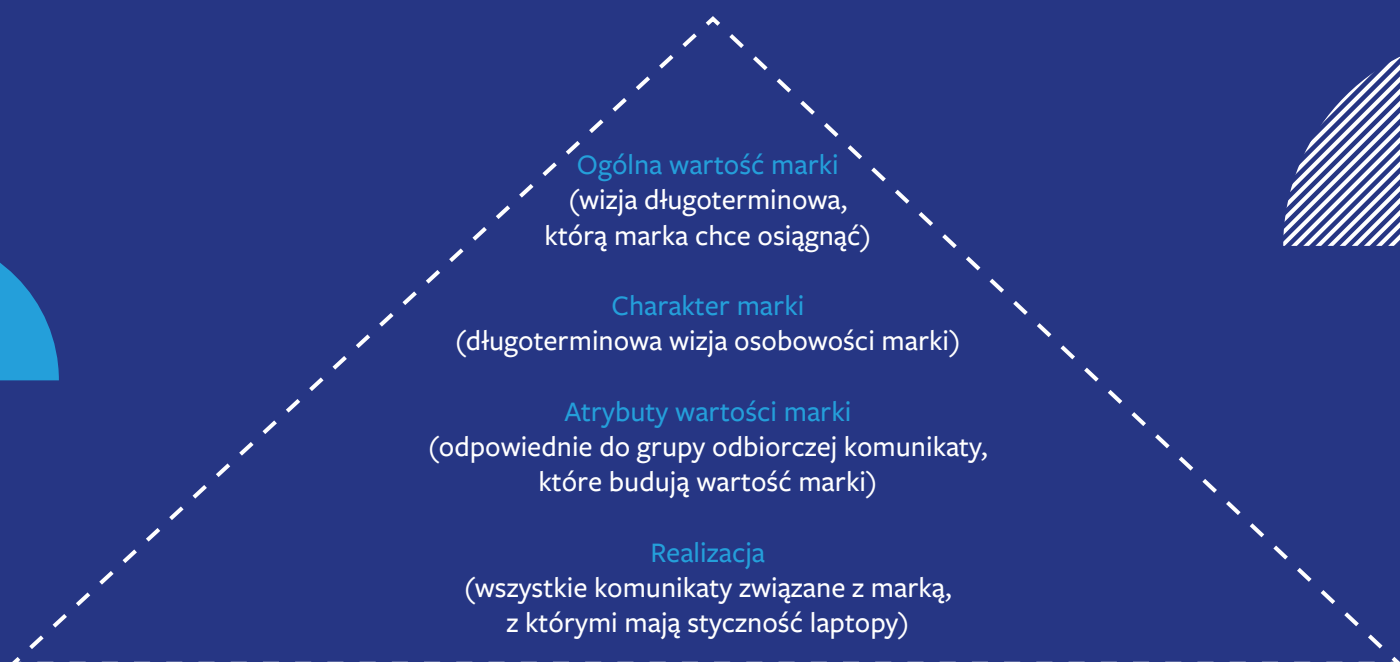 Ogólna wartość marki
(wizja długoterminowa,
którą marka chce osiągnąć)
Charakter marki
(długoterminowa wizja osobowości marki)
Atrybuty wartości marki
(odpowiednie do grupy odbiorczej komunikaty,
które budują wartość marki)
Realizacja
(wszystkie komunikaty związane z marką,
z którymi mają styczność laptopy)